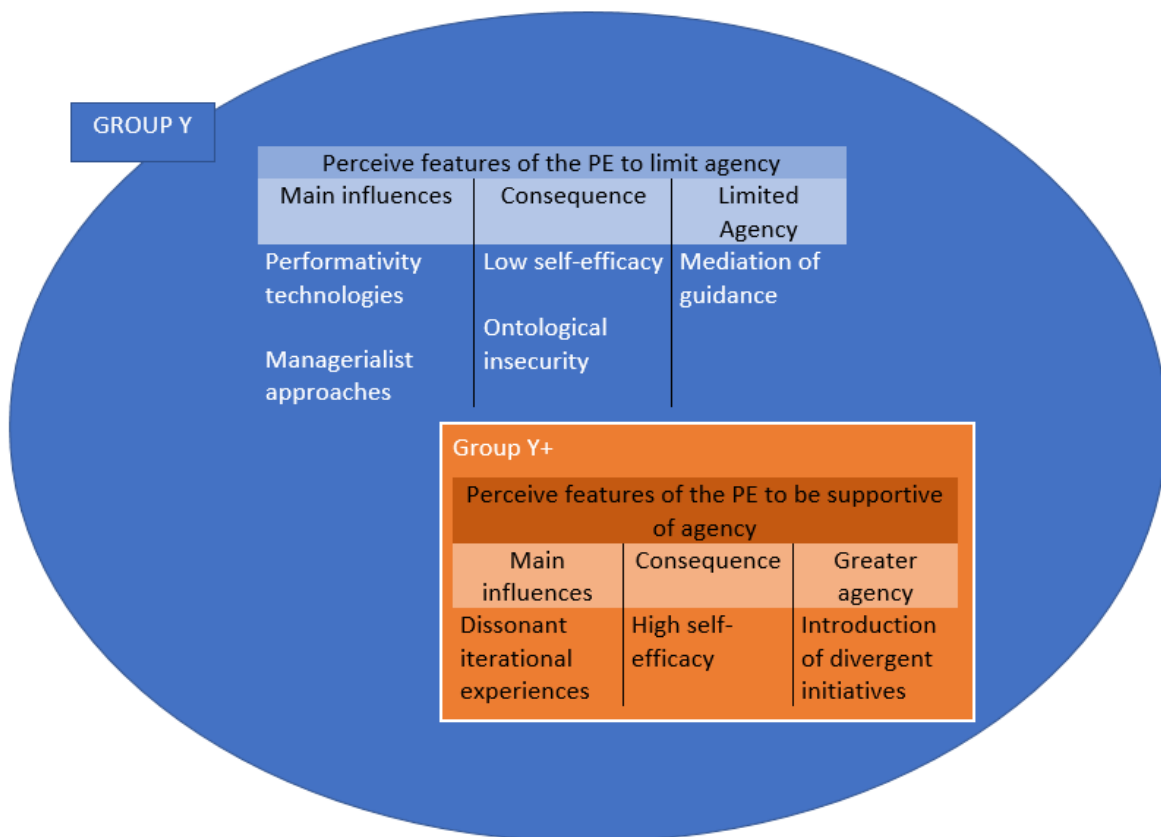 GROUP Y
Perceive features of the PE to limit agency
Main influences
Consequence
Limited
Agency
Performativity
technologies
Managerialist
approaches
Low self-efficacy
Ontological
insecurity
Mediation of
guidance
Group Y+
Perceive features of the PE to be supportive
of agency
Main
influences
Consequence
Greater
agency
Dissonant
iterational
experiences
High self-
efficacy
Introduction
of divergent
initiatives